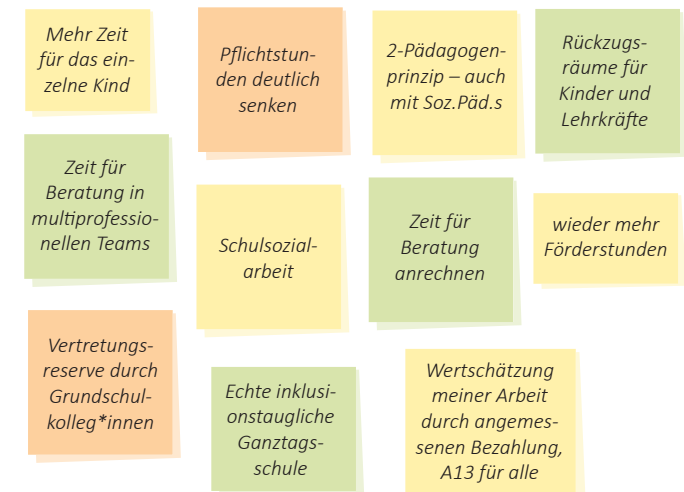 Mehr Zeit
für das ein-
zelne Kind
Pflichtstun-
den deutlich
senken
2-Pädagogen-
prinzip – auch
mit Soz.Päd.s
Rückzugs-
räume für
Kinder und
Lehrkräfte
Zeit für
Beratung in
multiprofessio-
nellen Teams
Schulsozial-
arbeit
Zeit für
Beratung
anrechnen
wieder mehr
Förderstunden
Vertretungs-
reserve durch
Grundschul-
kolleg*innen
Echte inklusi-
onstaugliche
Ganztags-
schule
Wertschätzung
meiner Arbeit
durch angemes-
senen Bezahlung,
A13 für alle